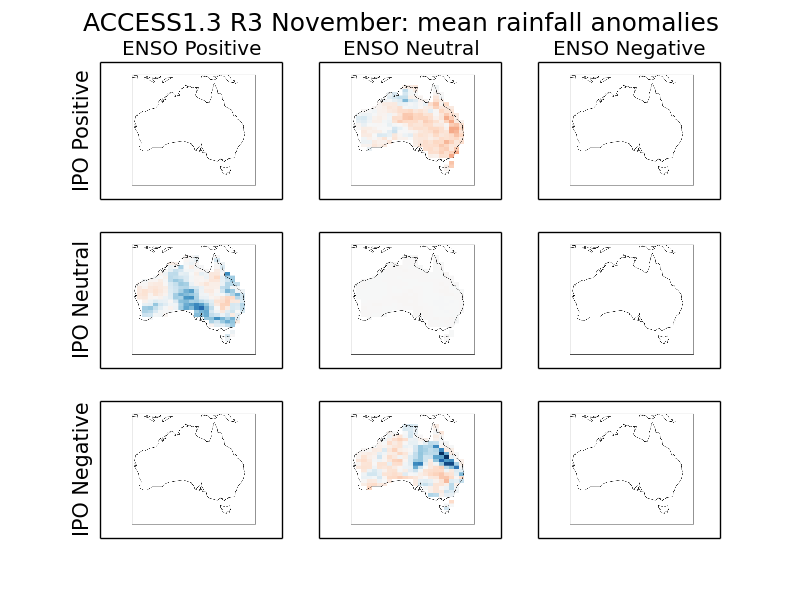 ACCESS1.3 R3 November: mean rainfall anomalies
ENSO Positive
ENSO Neutral
ENSO Negative
IPO Positive
IPO Neutral
IPO Negative